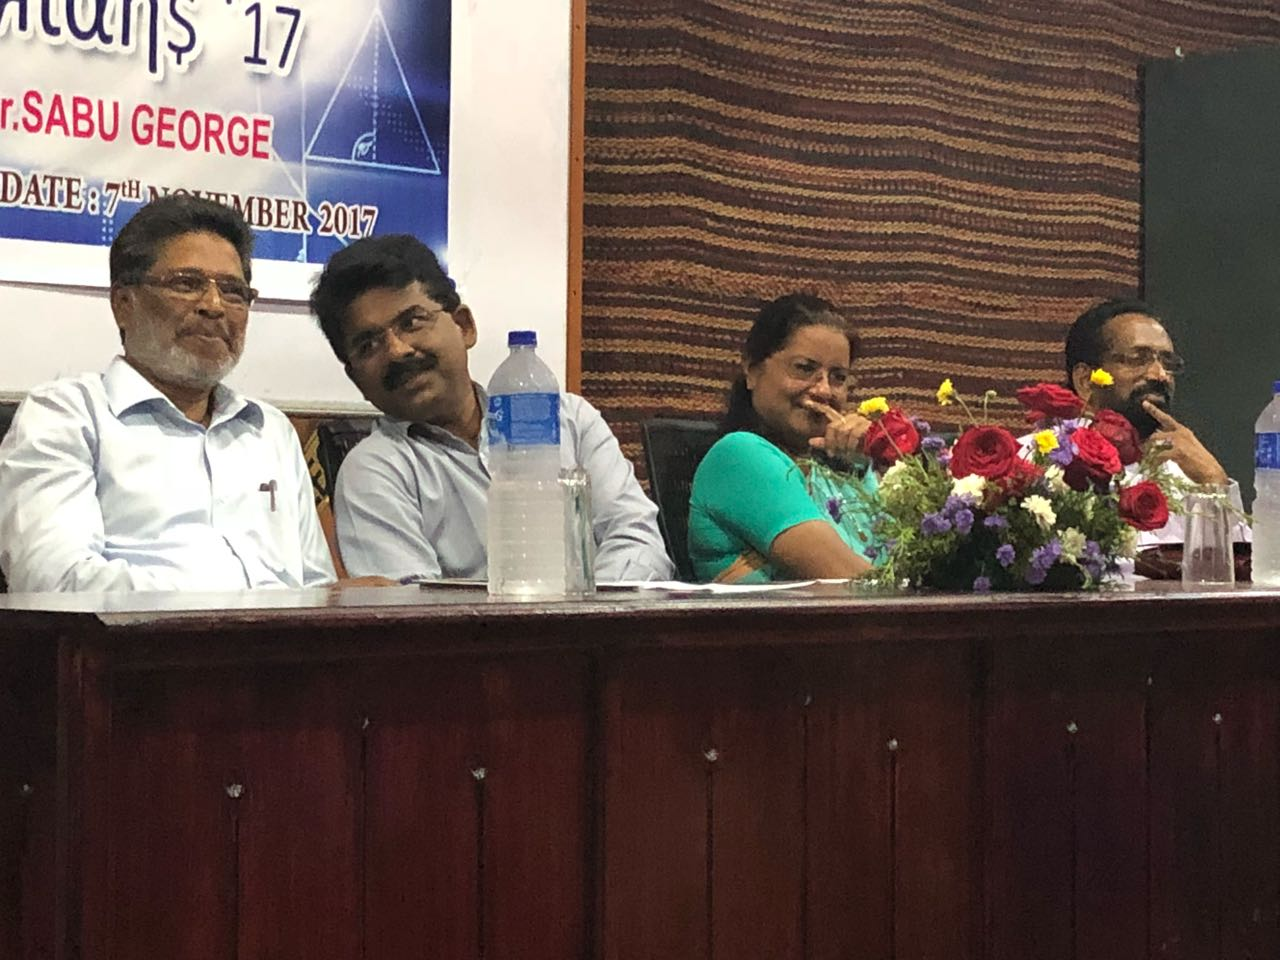 '17
r.SABU GEORGE
DATE : 7TH NOVEMBER 2017